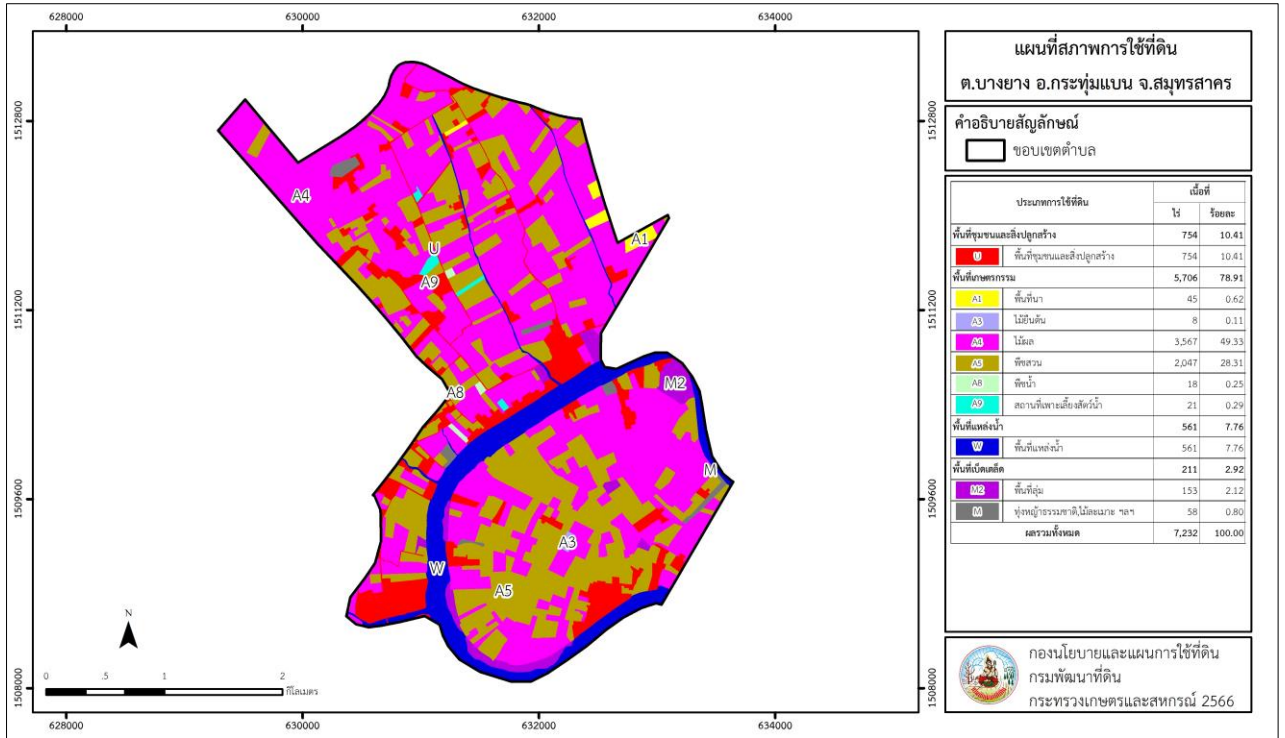 628000 630000 632000 634000
1512800 1512800
1511200 1511200
1509600 1509600
1508000 1508000
A4
A1
U
A9
A8
M2
M
A3
W
A5
N
0 .5 1 2
กิโลเมตร
628000 630000 632000 634000
แผนที่สภาพการใช้ที่ดิน
ต.บางยาง อ.กระทุ่มแบน จ.สมุทรสาคร
คำอธิบายสัญลักษณ์
ขอบเขตตำบล
ประเภทการใช้ที่ดิน เนื้อที่
ไร่ ร้อยละ
พื้นที่ชุมชนและสิ่งปลูกสร้าง 754 10.41
U พื้นที่ชุมชนและสิ่งปลูกสร้าง 754 10.41
พื้นที่เกษตรกรรม 5,706 78.91
A1 พื้นที่นา 45 0.62
A3 ไม้ยืนต้น 8 0.11
A4 ไม้ผล 3,567 49.33
A5 พืชสวน 2,047 28.31
A8 พืชน้ำ 18 0.25
A9 สถานที่เพาะเลี้ยงสัตว์น้ำ 21 0.29
พื้นที่แหล่งน้ำ 561 7.76
W พื้นที่แหล่งน้ำ 561 7.76
พื้นที่เบ็ดเตล็ด 211 2.92
M2 พื้นที่ลุ่ม 153 2.12
M ทุ่งหญ้าธรรมชาติ,ไม้ละเมาะ ฯลฯ 58 0.80
ผลรวมทั้งหมด 7,232 100.00
กองนโยบายและแผนการใช้ที่ดิน
กรมพัฒนาที่ดิน
กระทรวงเกษตรและสหกรณ์ 2566